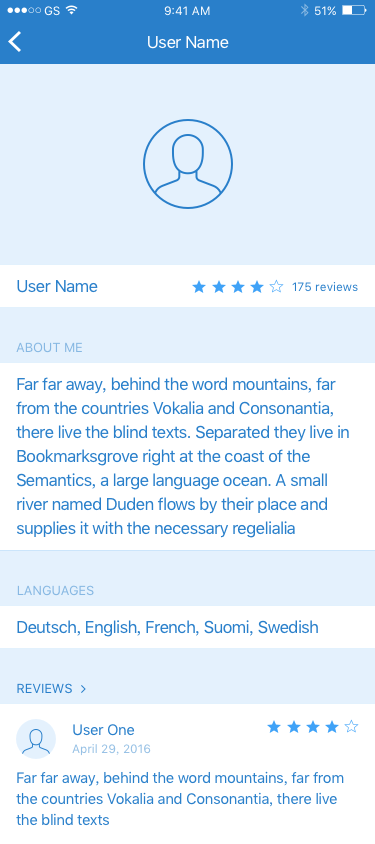 GS 9:41 AM 51%
User Name
User Name 175 reviews
ABOUT ME
Far far away, behind the word mountains, far
from the countries Vokalia and Consonantia,
there live the blind texts. Separated they live in
Bookmarksgrove right at the coast of the
Semantics, a large language ocean. A small
river named Duden flows by their place and
supplies it with the necessary regelialia
LANGUAGES
Deutsch, English, French, Suomi, Swedish
REVIEWS >
User One
April 29, 2016
Far far away, behind the word mountains, far from
the countries Vokalia and Consonantia, there live
the blind texts